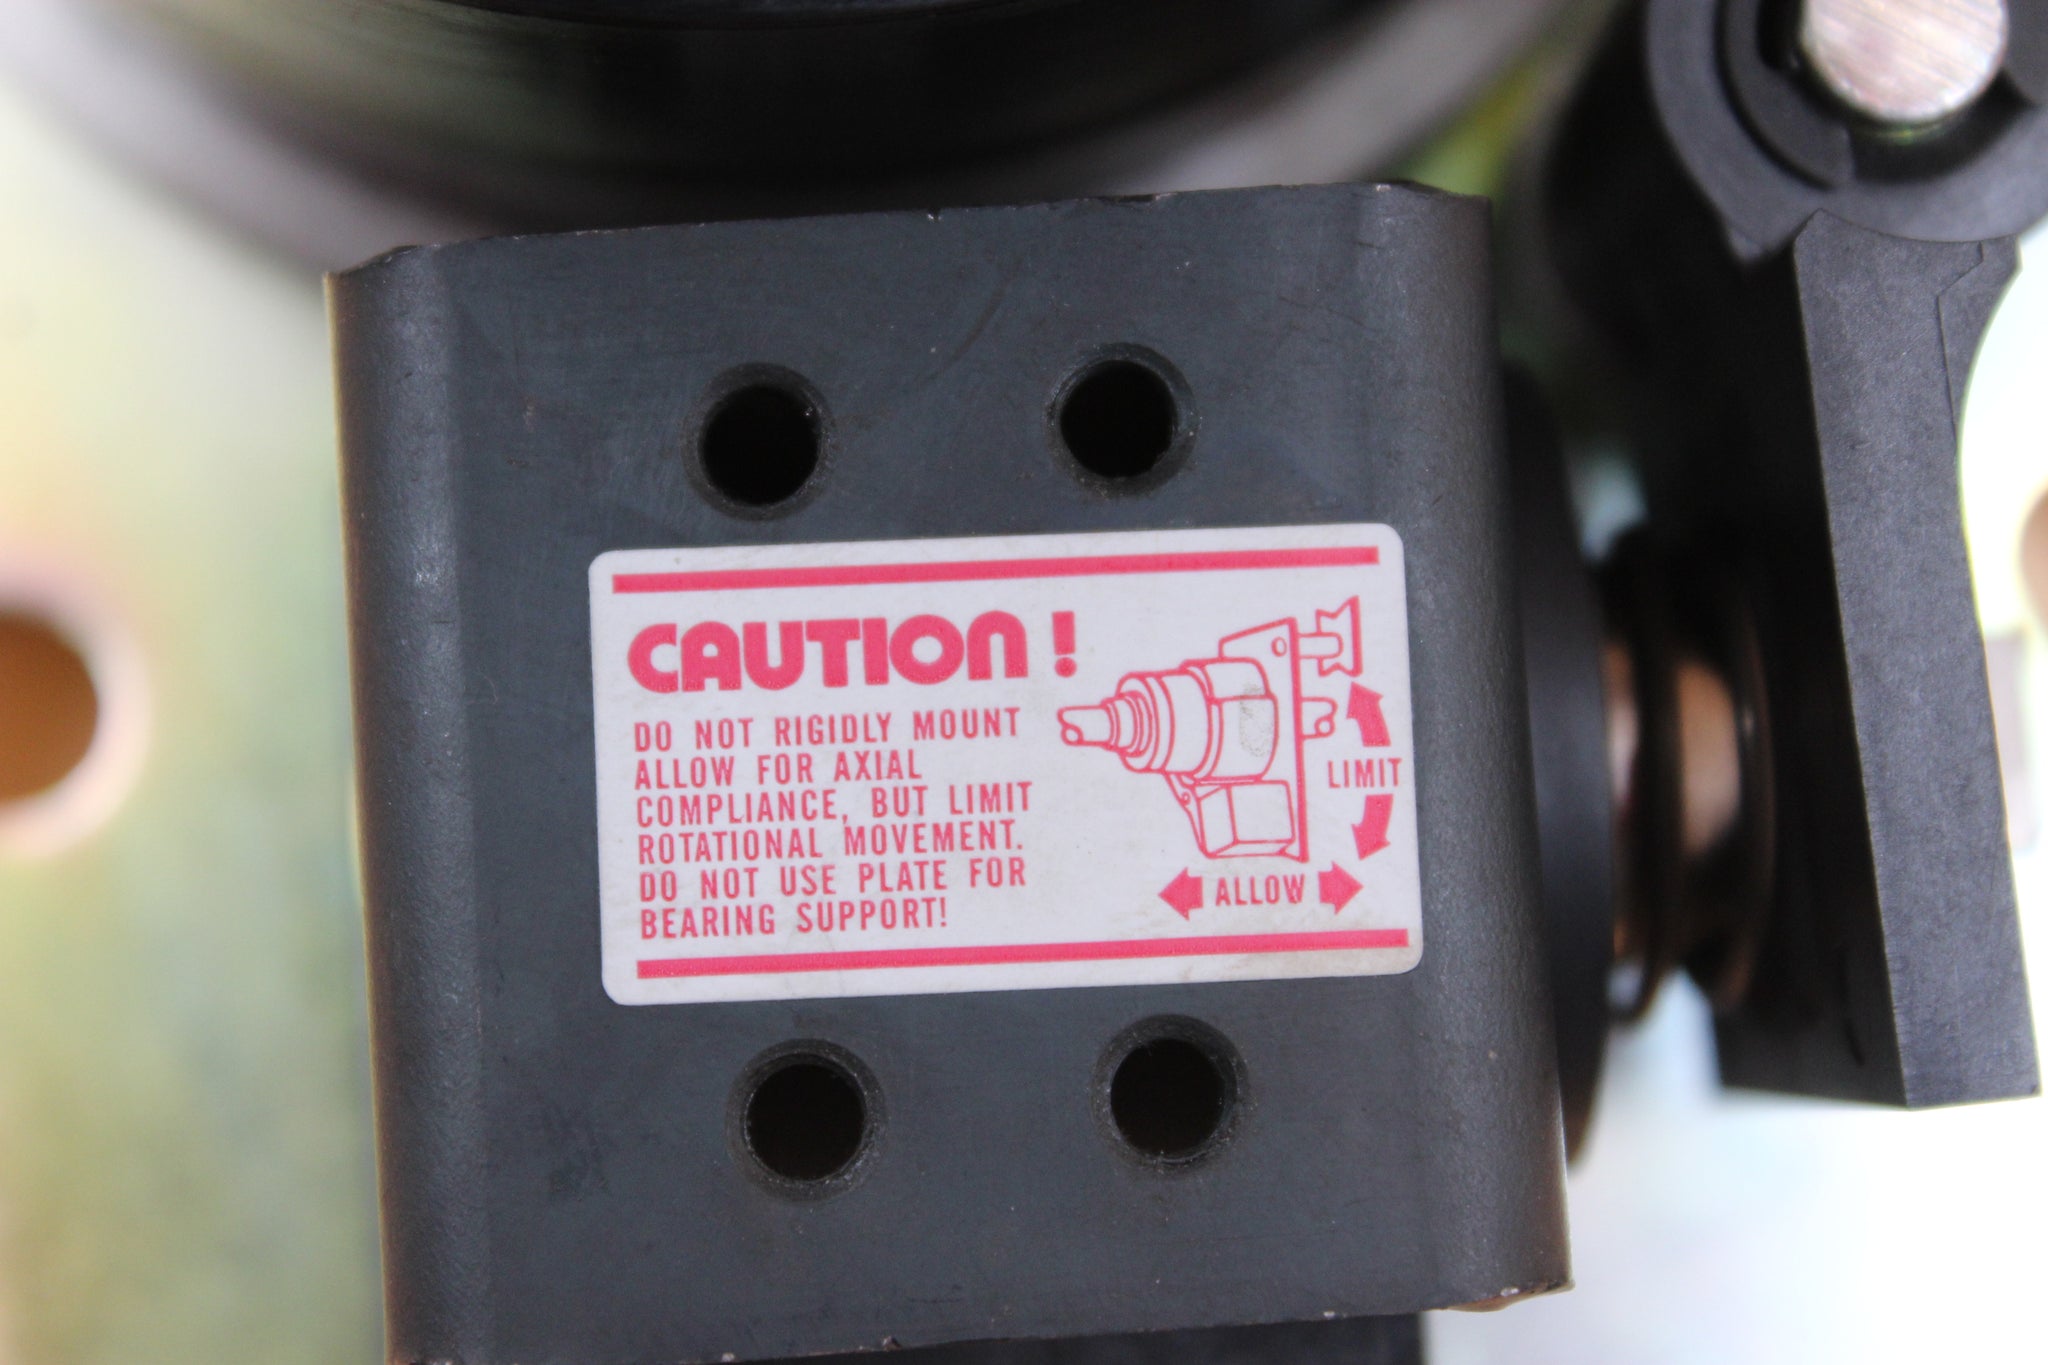 CAUTION!
DO NOT RIGIDLY MOUNT
ALLOW FOR AXIAL
COMPLIANCE, BUT LIMIT
ROTATIONAL MOVEMENT.
DO NOT USE PLATE FOR
BEARING SUPPORT!
LIMIT
ALLOW